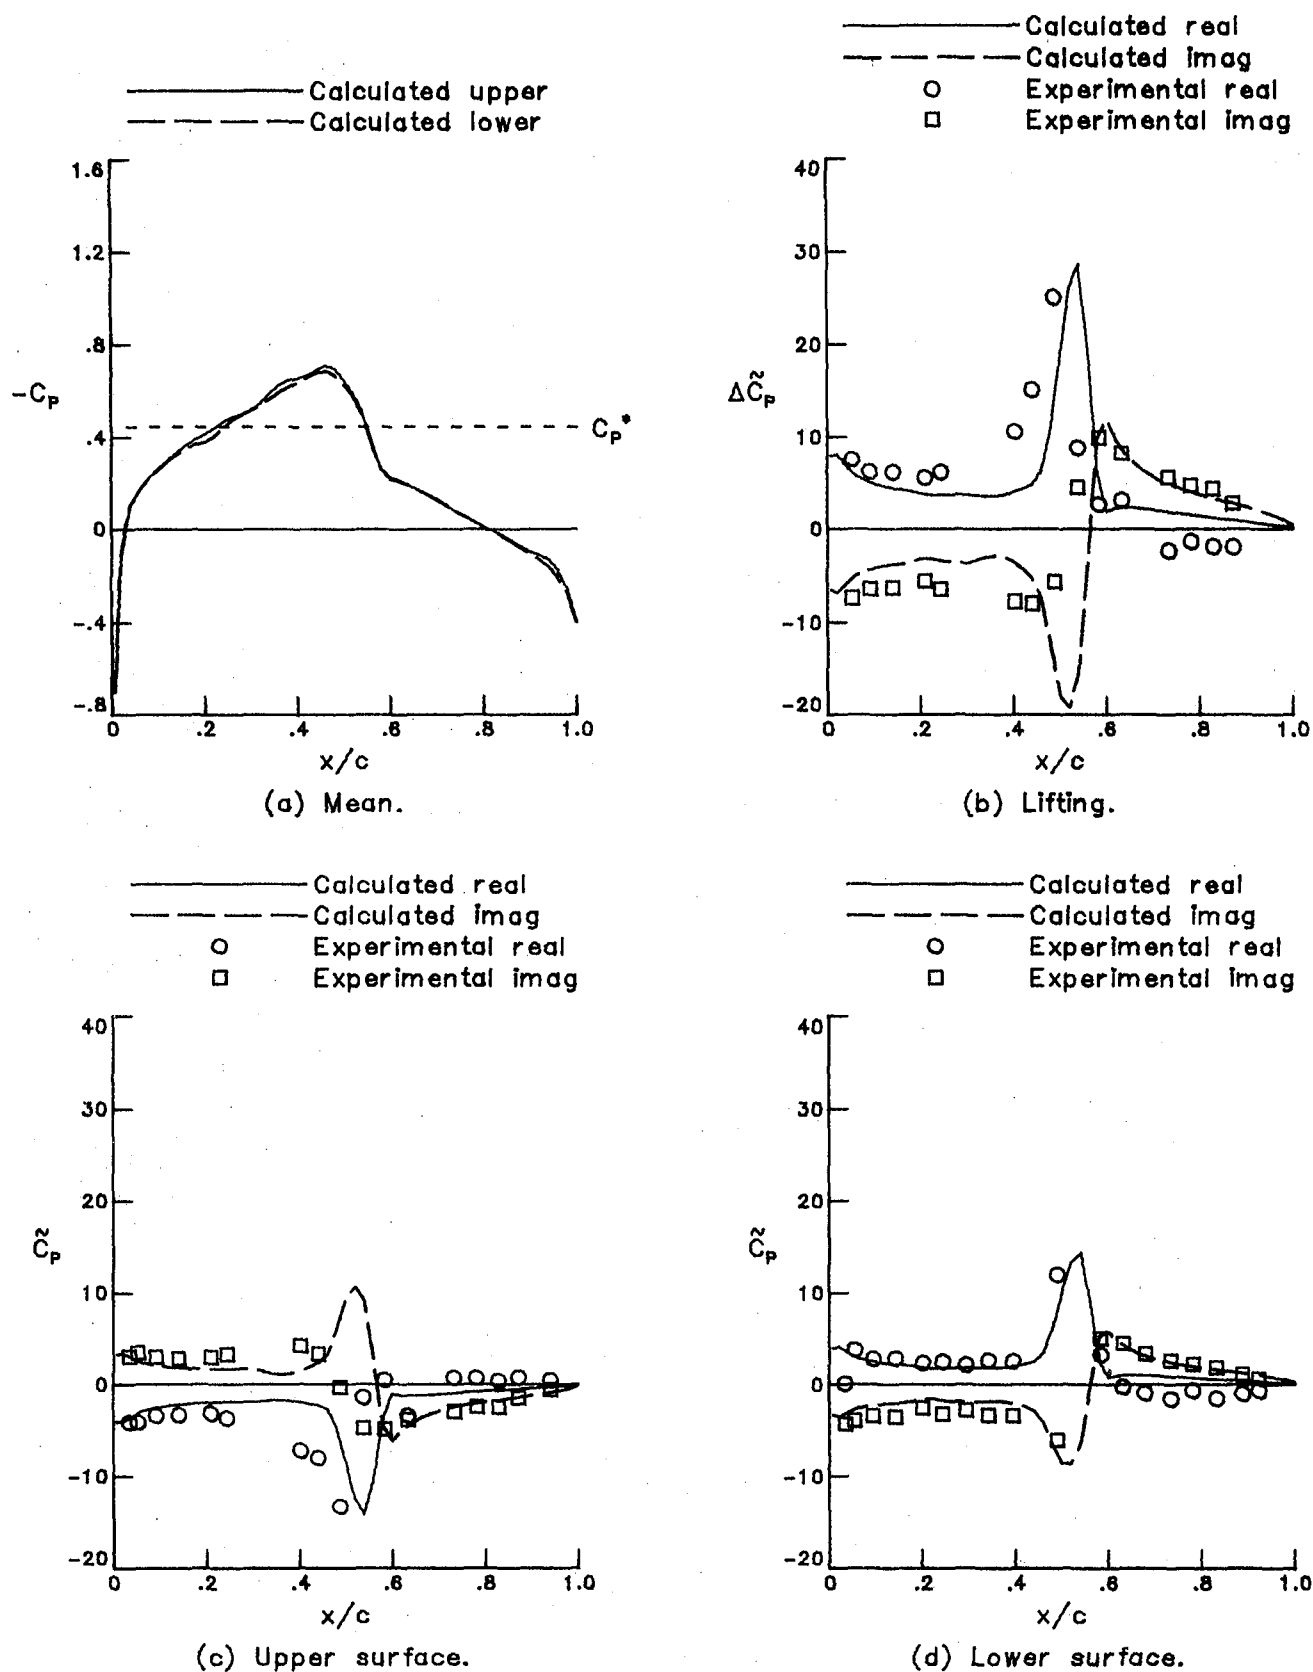 Calculated upper
Calculated lower
1.6
1.2
.8
-Cp
.4
Cp*
0
-.4
-.8
0 .2 .4 .6 .8 1.0
x/c
(a) Mean.
Calculated real
Calculated imag
Experimental real
Experimental imag
40
30
20
ΔC̃p
10
0
-10
-20
0 .2 .4 .6 .8 1.0
x/c
(b) Lifting.
Calculated real
Calculated imag
Experimental real
Experimental imag
40
30
20
C̃p
10
0
-10
-20
0 .2 .4 .6 .8 1.0
x/c
(c) Upper surface.
Calculated real
Calculated imag
Experimental real
Experimental imag
40
30
20
C̃p
10
0
-10
-20
0 .2 .4 .6 .8 1.0
x/c
(d) Lower surface.